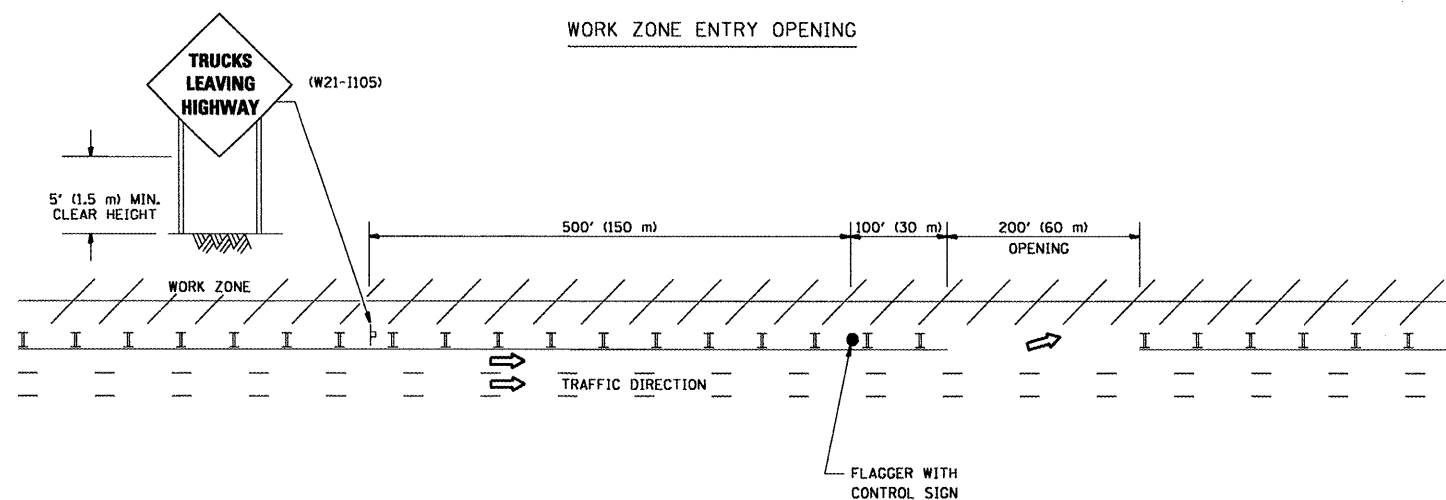 WORK ZONE ENTRY OPENING
TRUCKS
LEAVING
HIGHWAY
(W21-I105)
5' (1.5 m) MIN.
CLEAR HEIGHT
500' (150 m)
100' (30 m)
200' (60 m)
OPENING
WORK ZONE
TRAFFIC DIRECTION
FLAGGER WITH
CONTROL SIGN